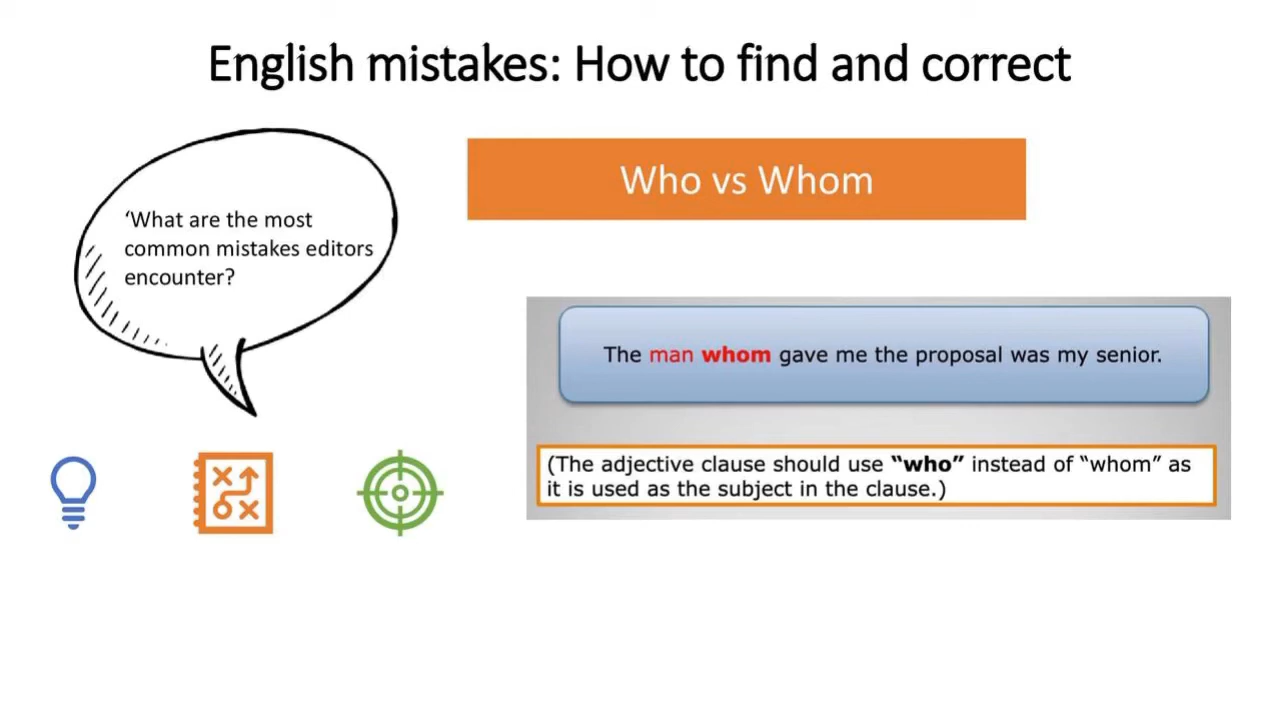 English mistakes: How to find and correct
‘What are the most
common mistakes editors
encounter?
Who vs Whom
The man whom gave me the proposal was my senior.
(The adjective clause should use “who” instead of “whom” as
it is used as the subject in the clause.)